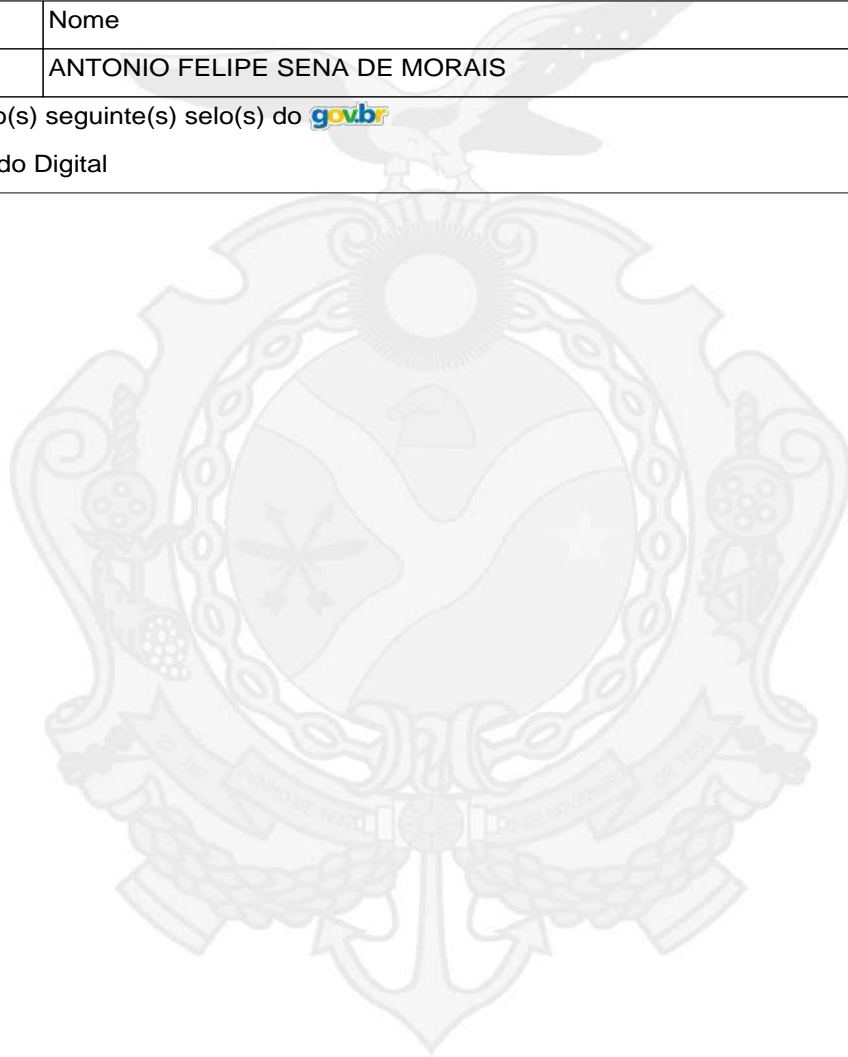 Nome
ANTONIO FELIPE SENA DE MORAIS
o(s) seguinte(s) selo(s) do gov.br
do Digital